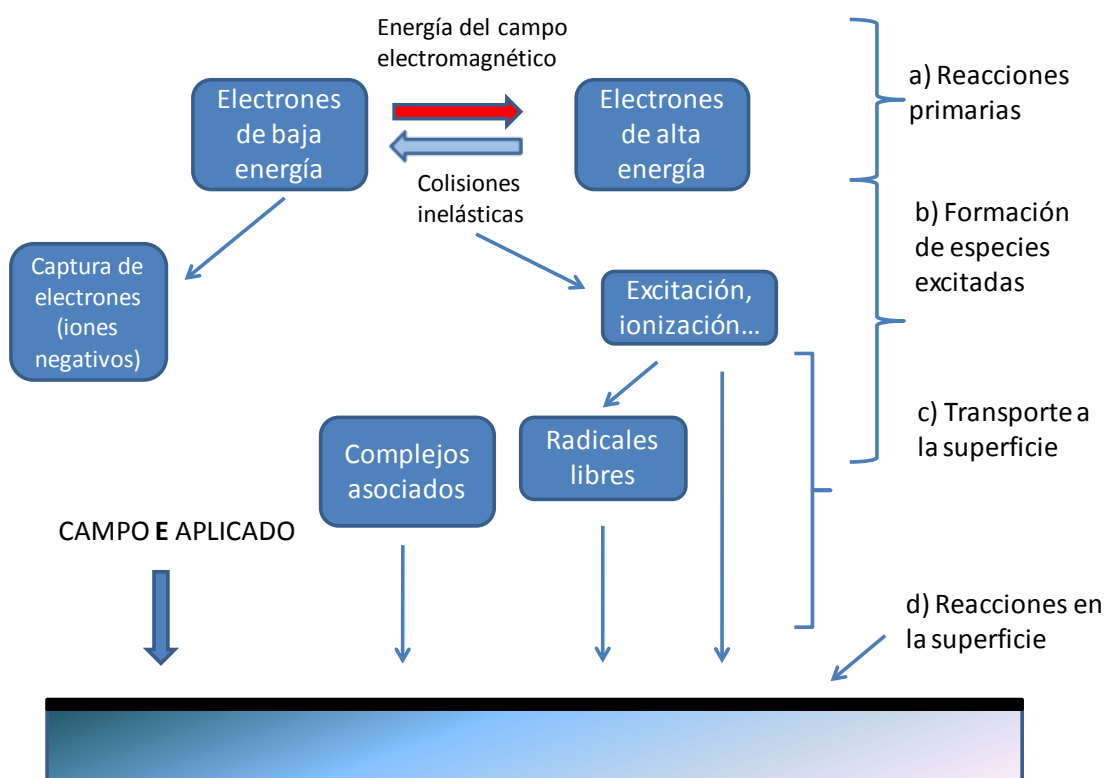 Energía del campo
electromagnético
Electrones
de baja
energía
Electrones
de alta
energía
Colisiones
inelásticas
a) Reacciones
primarias
b) Formación
de especies
excitadas
Captura de
electrones
(iones
negativos)
Excitación,
ionización...
Complejos
asociados
Radicales
libres
c) Transporte a
la superficie
CAMPO E APLICADO
d) Reacciones en
la superficie